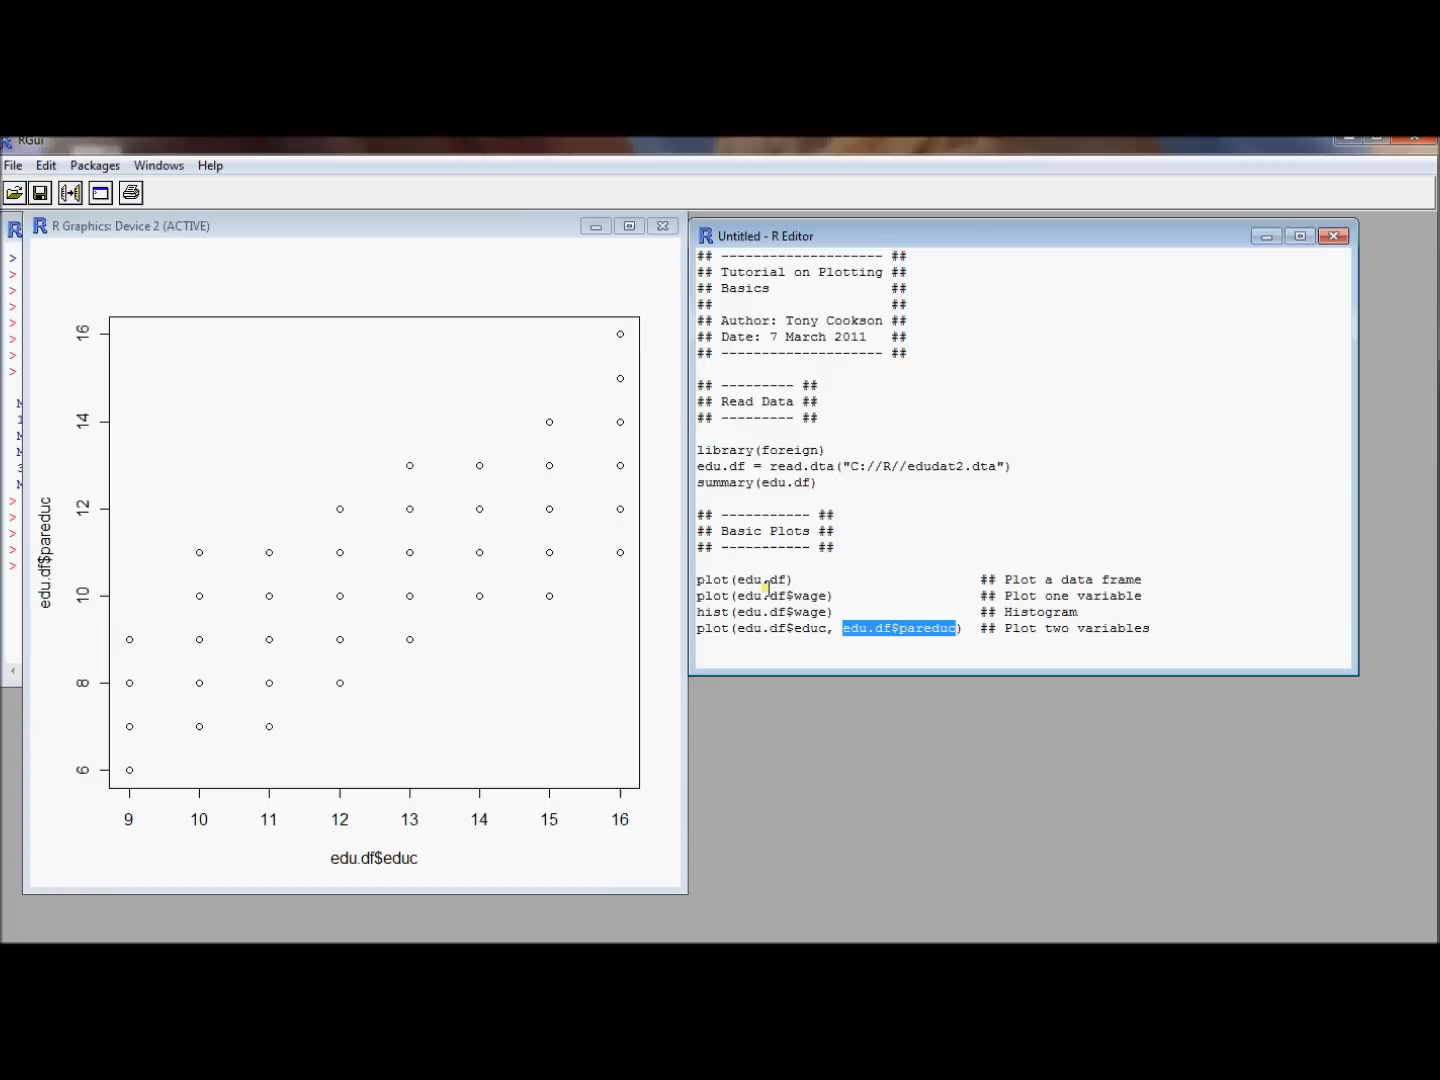 RGui
File Edit Packages Windows Help
R Graphics: Device 2 (ACTIVE)
>
>
>
>
>
>
>
>
>
>
>
>
>
edu.df$pareduc
16
14
12
10
8
6
9 10 11 12 13 14 15 16
edu.df$educ
Untitled - R Editor
## -------------------- ##
## Tutorial on Plotting ##
## Basics ##
## ##
## Author: Tony Cookson ##
## Date: 7 March 2011 ##
## -------------------- ##
## --------- ##
## Read Data ##
## --------- ##
library(foreign)
edu.df = read.dta("C://R//edudat2.dta")
summary(edu.df)
## ----------- ##
## Basic Plots ##
## ----------- ##
plot(edu.df) ## Plot a data frame
plot(edu.df$wage) ## Plot one variable
hist(edu.df$wage) ## Histogram
plot(edu.df$educ, edu.df$pareduc) ## Plot two variables